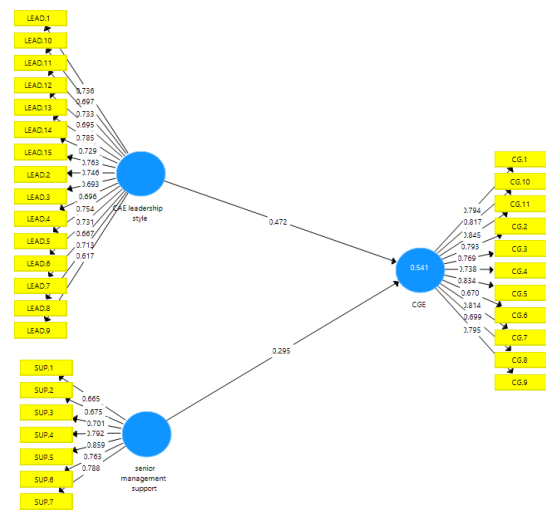 LEAD.1
LEAD.10
LEAD.11
LEAD.12
LEAD.13
LEAD.14
LEAD.15
LEAD.2
LEAD.3
LEAD.4
LEAD.5
LEAD.6
LEAD.7
LEAD.8
LEAD.9
0.736
0.697
0.733
0.695
0.785
0.729
0.763
0.746
0.693
0.696
0.754
0.731
0.667
0.713
0.617
CAE leadership
style
0.472
SUP.1
SUP.2
SUP.3
SUP.4
SUP.5
SUP.6
SUP.7
0.665
0.675
0.701
0.792
0.859
0.763
0.788
senior
management
support
0.295
0.541
CGE
0.794
0.817
0.845
0.793
0.769
0.738
0.834
0.670
0.814
0.699
0.795
CG.1
CG.10
CG.11
CG.2
CG.3
CG.4
CG.5
CG.6
CG.7
CG.8
CG.9